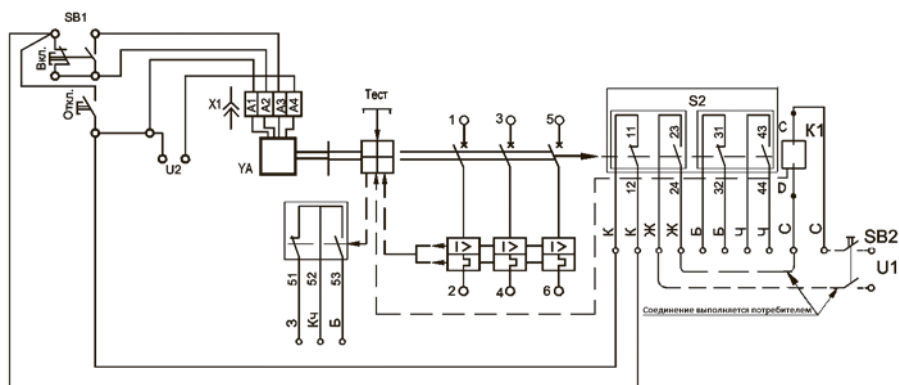 SB1
Вкл.
Откл.
U2
X1
A1 A2 A3 A4
YA
Тест
1 3 5
I> I> I>
2 4 6
51 52 53
З Кч Б
S2
11 23 31 43
12 24 32 44
К К Ж Ж Б Б Ч Ч С С
C
K1
D
SB2
U1
Соединение выполняется потребителем